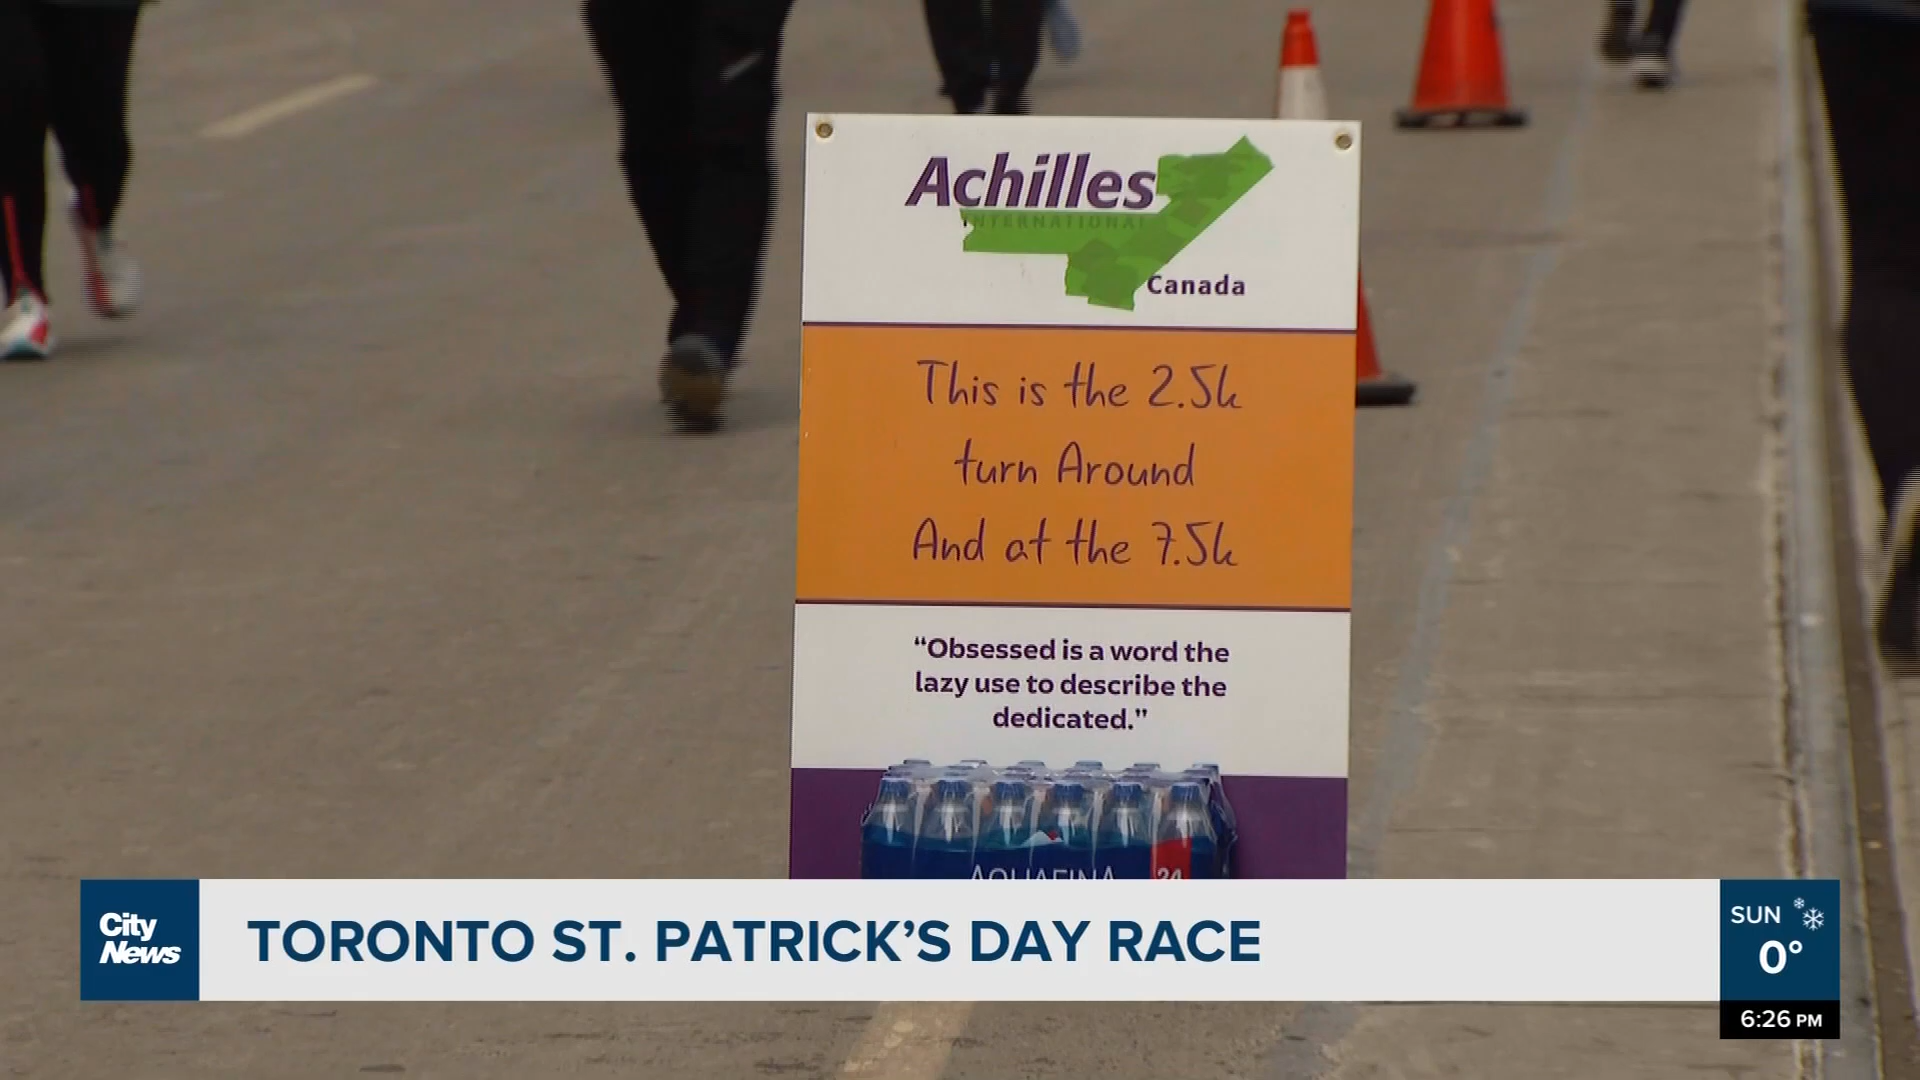 Achilles
INTERNATIONAL
Canada
This is the 2.5k
turn Around
And at the 7.5k
“Obsessed is a word the
lazy use to describe the
dedicated.”
AQUAFINA 24
City
News
TORONTO ST. PATRICK’S DAY RACE
SUN
0°
6:26 PM